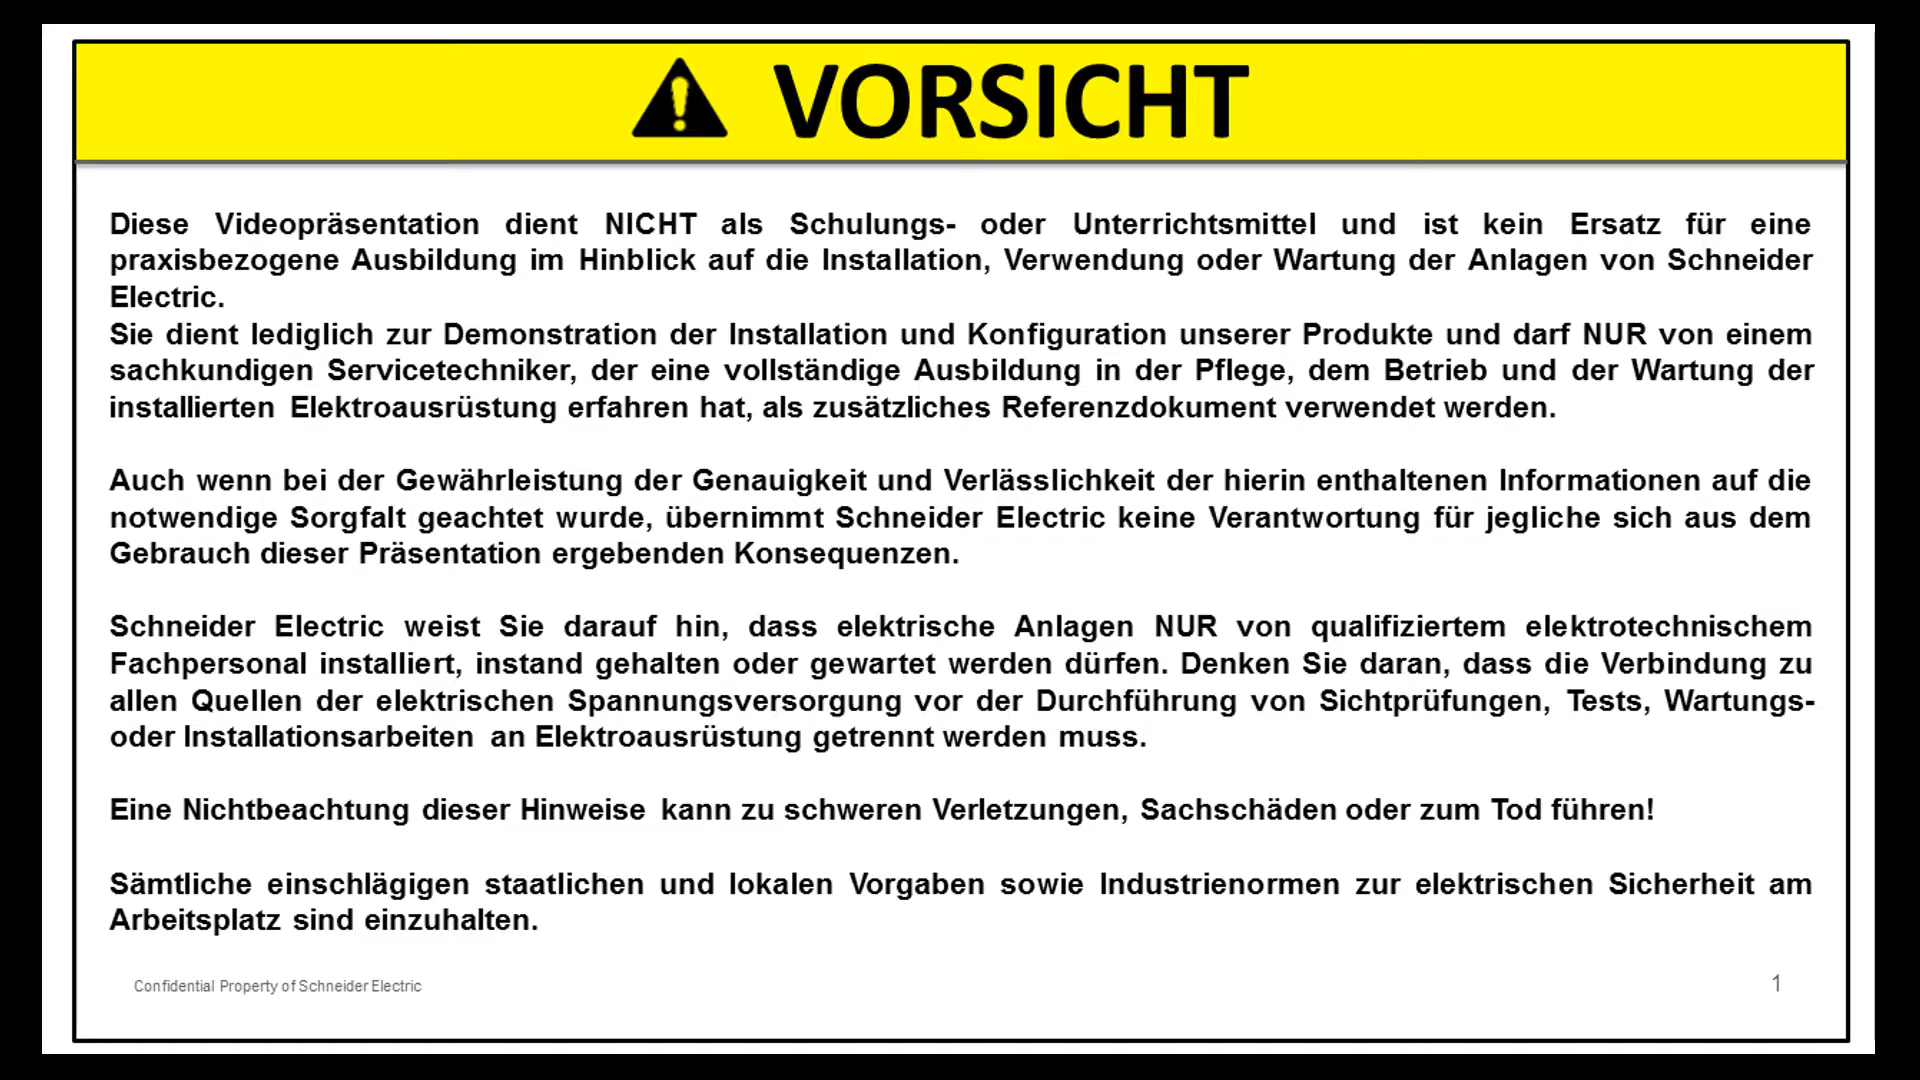 VORSICHT
Diese Videopräsentation dient NICHT als Schulungs- oder Unterrichtsmittel und ist kein Ersatz für eine
praxisbezogene Ausbildung im Hinblick auf die Installation, Verwendung oder Wartung der Anlagen von Schneider
Electric.
Sie dient lediglich zur Demonstration der Installation und Konfiguration unserer Produkte und darf NUR von einem
sachkundigen Servicetechniker, der eine vollständige Ausbildung in der Pflege, dem Betrieb und der Wartung der
installierten Elektroausrüstung erfahren hat, als zusätzliches Referenzdokument verwendet werden.
Auch wenn bei der Gewährleistung der Genauigkeit und Verlässlichkeit der hierin enthaltenen Informationen auf die
notwendige Sorgfalt geachtet wurde, übernimmt Schneider Electric keine Verantwortung für jegliche sich aus dem
Gebrauch dieser Präsentation ergebenden Konsequenzen.
Schneider Electric weist Sie darauf hin, dass elektrische Anlagen NUR von qualifiziertem elektrotechnischem
Fachpersonal installiert, instand gehalten oder gewartet werden dürfen. Denken Sie daran, dass die Verbindung zu
allen Quellen der elektrischen Spannungsversorgung vor der Durchführung von Sichtprüfungen, Tests, Wartungs-
oder Installationsarbeiten an Elektroausrüstung getrennt werden muss.
Eine Nichtbeachtung dieser Hinweise kann zu schweren Verletzungen, Sachschäden oder zum Tod führen!
Sämtliche einschlägigen staatlichen und lokalen Vorgaben sowie Industrienormen zur elektrischen Sicherheit am
Arbeitsplatz sind einzuhalten.
Confidential Property of Schneider Electric
1